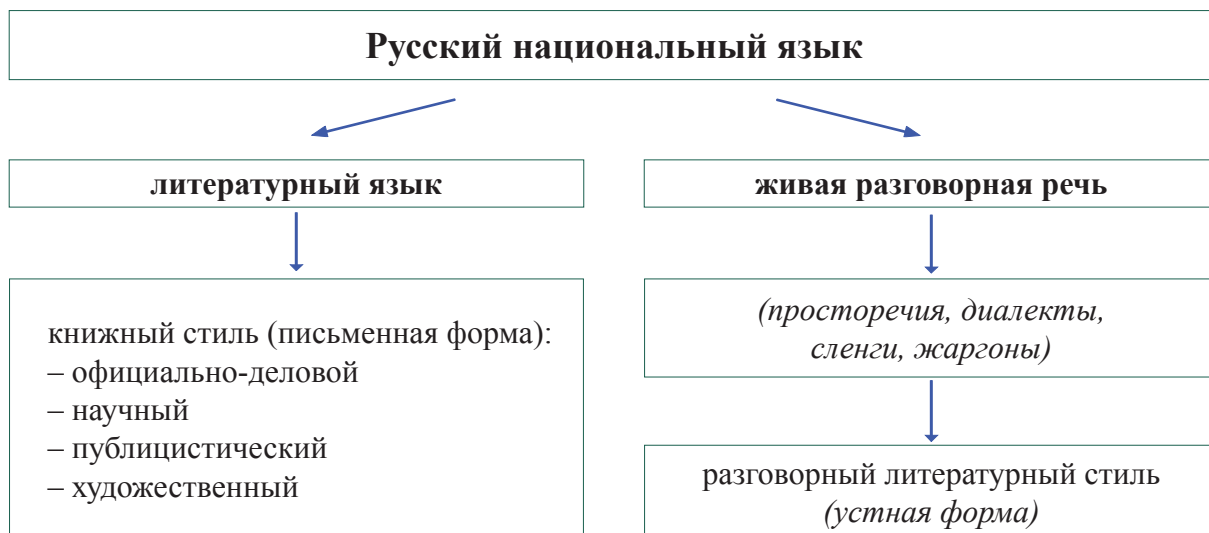 Русский национальный язык
литературный язык
книжный стиль (письменная форма):
– официально-деловой
– научный
– публицистический
– художественный
живая разговорная речь
(просторечия, диалекты,
сленги, жаргоны)
разговорный литературный стиль
(устная форма)